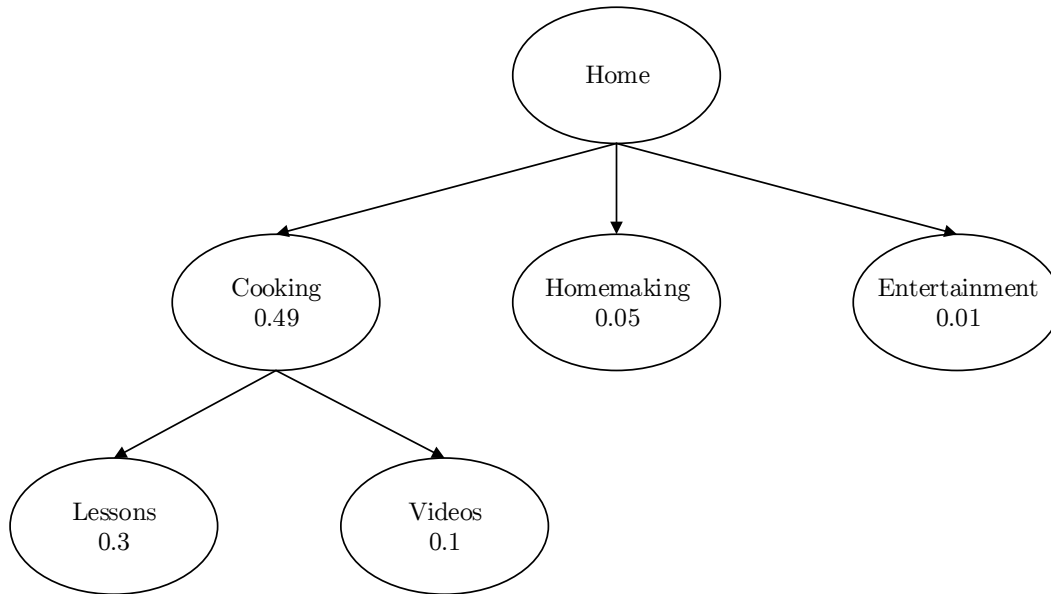 Home
Cooking
0.49
Homemaking
0.05
Entertainment
0.01
Lessons
0.3
Videos
0.1